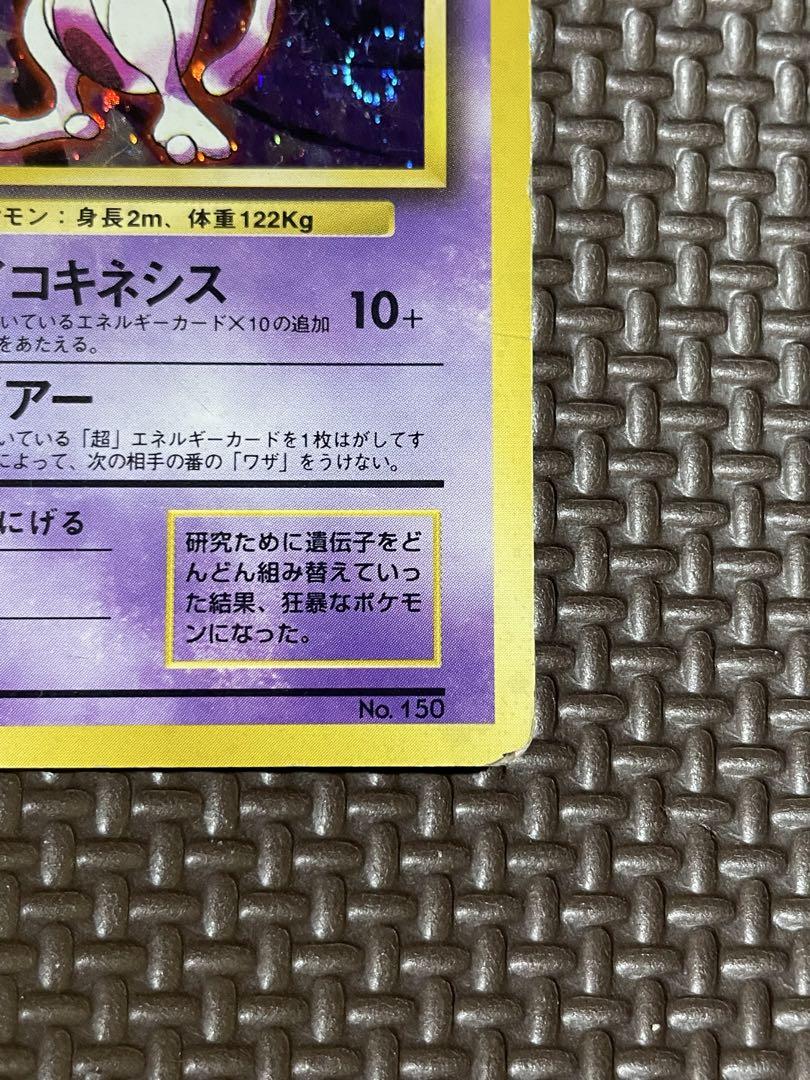 モン：身長2m、体重122Kg
コキネシス 10+
いているエネルギーカード×10の追加
をあたえる。
アー
いている「超」エネルギーカードを1枚はがしてす
によって、次の相手の番の「ワザ」をうけない。
にげる
研究ために遺伝子をど
んどん組み替えていっ
た結果、狂暴なポケモ
ンになった。
No. 150